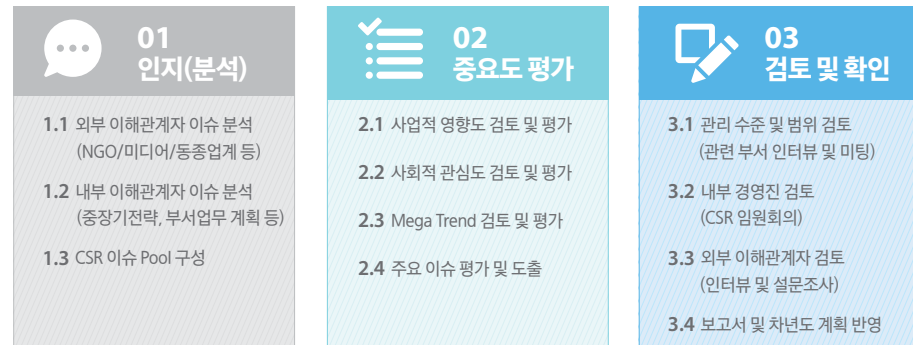 01
인지(분석)
1.1 외부 이해관계자 이슈 분석
(NGO/미디어/동종업계 등)
1.2 내부 이해관계자 이슈 분석
(중장기전략, 부서업무 계획 등)
1.3 CSR 이슈 Pool 구성
02
중요도 평가
2.1 사업적 영향도 검토 및 평가
2.2 사회적 관심도 검토 및 평가
2.3 Mega Trend 검토 및 평가
2.4 주요 이슈 평가 및 도출
03
검토 및 확인
3.1 관리 수준 및 범위 검토
(관련 부서 인터뷰 및 미팅)
3.2 내부 경영진 검토
(CSR 임원회의)
3.3 외부 이해관계자 검토
(인터뷰 및 설문조사)
3.4 보고서 및 차년도 계획 반영